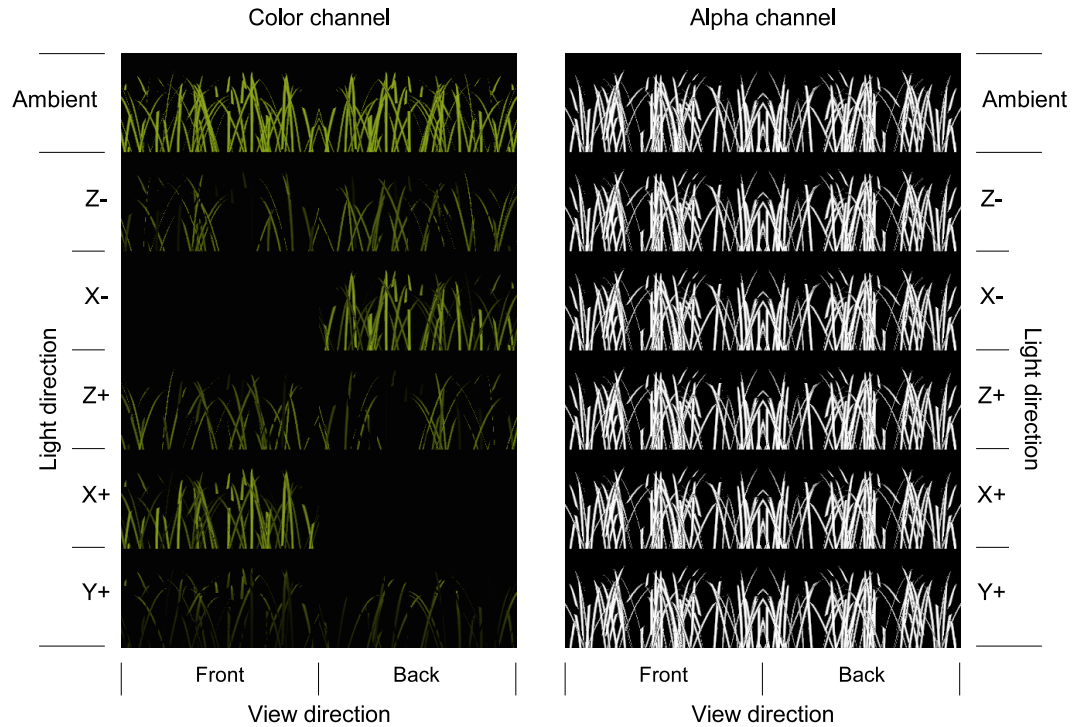 Color channel
Alpha channel
Ambient
Ambient
Z-
Z-
X-
X-
Light direction
Light direction
Z+
Z+
X+
X+
Y+
Y+
Front
Back
Front
Back
View direction
View direction